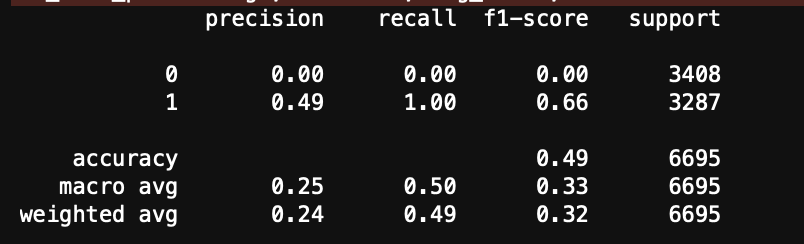 precision recall f1-score support
0 0.00 0.00 0.00 3408
1 0.49 1.00 0.66 3287
accuracy 0.49 6695
macro avg 0.25 0.50 0.33 6695
weighted avg 0.24 0.49 0.32 6695